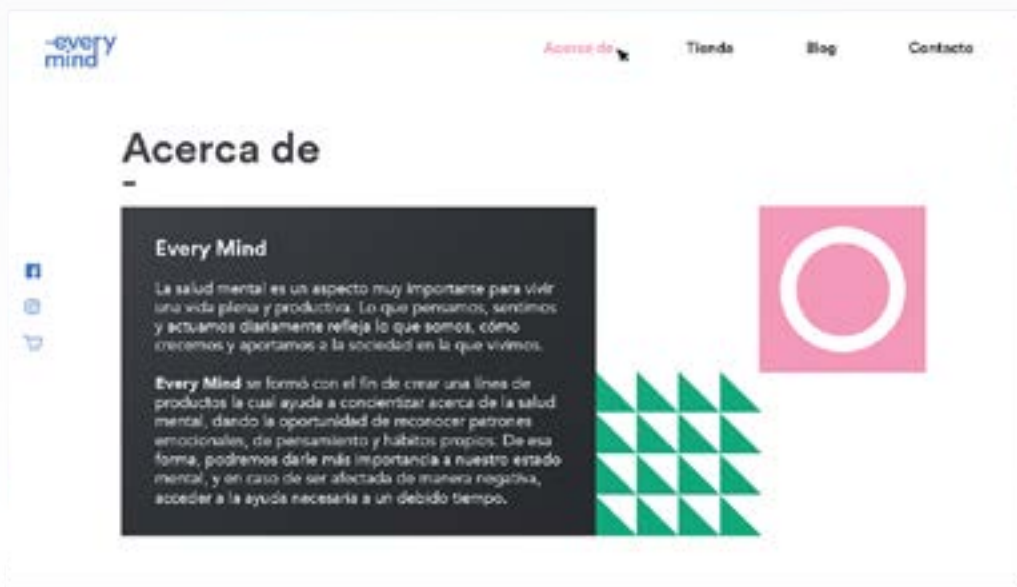 every
mind
Acerca de
Tienda
Blog
Contacto
Acerca de
Every Mind
La salud mental es un aspecto muy importante para vivir
una vida plena y productiva. Lo que pensamos, sentimos
y actuamos diariamente refleja lo que somos, cómo
crecemos y aportamos a la sociedad en la que vivimos.
Every Mind se formó con el fin de crear una línea de
productos la cual ayuda a concientizar acerca de la salud
mental, dando la oportunidad de reconocer patrones
emocionales, de pensamiento y hábitos propios. De esa
forma, podremos darle más importancia a nuestro estado
mental, y en caso de ser afectada de manera negativa,
acceder a la ayuda necesaria a un debido tiempo.